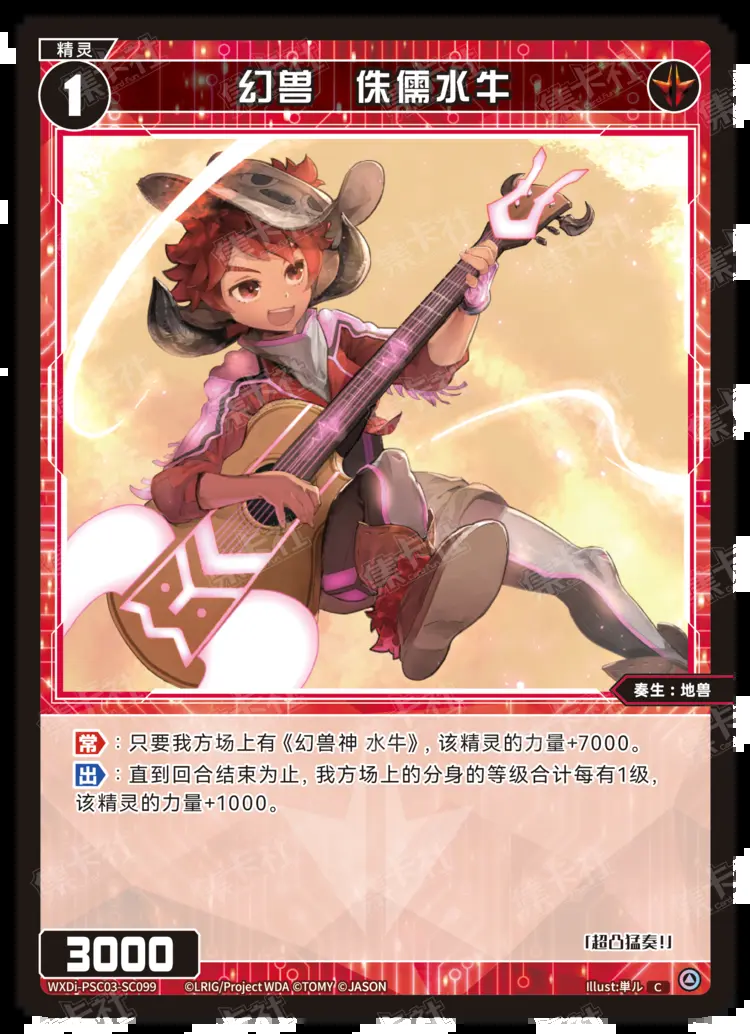 精灵
1
幻兽 侏儒水牛
奏生：地兽
常：只要我方场上有《幻兽神 水牛》，该精灵的力量+7000。
出：直到回合结束为止，我方场上的分身的等级合计每有1级，
该精灵的力量+1000。
「超凸猛奏!」
3000
WXDi-PSC03-SC099 ©LRIG/Project WDA ©TOMY ©JASON Illust:単ル C
集卡社